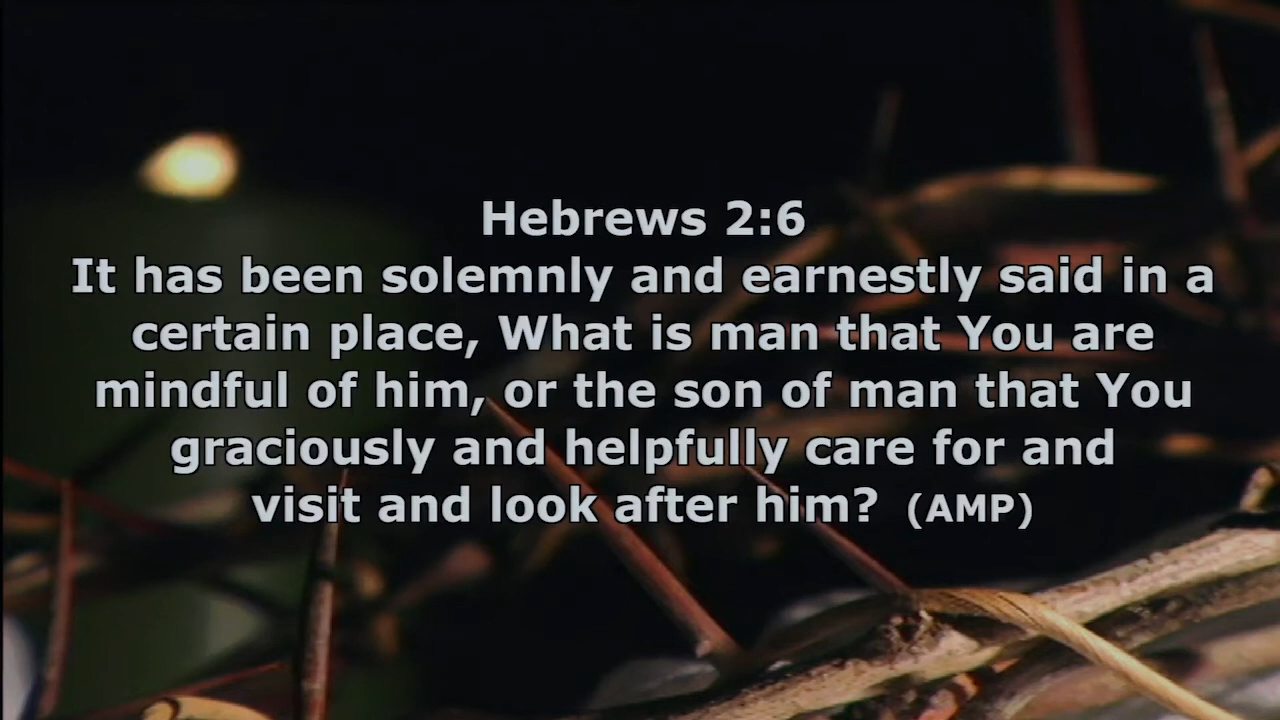 Hebrews 2:6
It has been solemnly and earnestly said in a
certain place, What is man that You are
mindful of him, or the son of man that You
graciously and helpfully care for and
visit and look after him? (AMP)